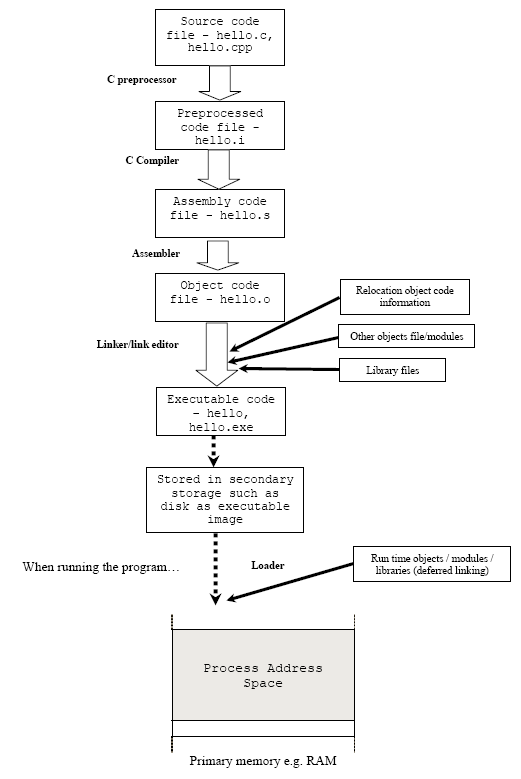 Source code
file – hello.c,
hello.cpp
C preprocessor
Preprocessed
code file –
hello.i
C Compiler
Assembly code
file – hello.s
Assembler
Object code
file – hello.o
Relocation object code
information
Other objects file/modules
Linker/link editor
Library files
Executable code
– hello,
hello.exe
Stored in secondary
storage such as
disk as executable
image
When running the program…
Loader
Run time objects / modules /
libraries (deferred linking)
Process Address
Space
Primary memory e.g. RAM